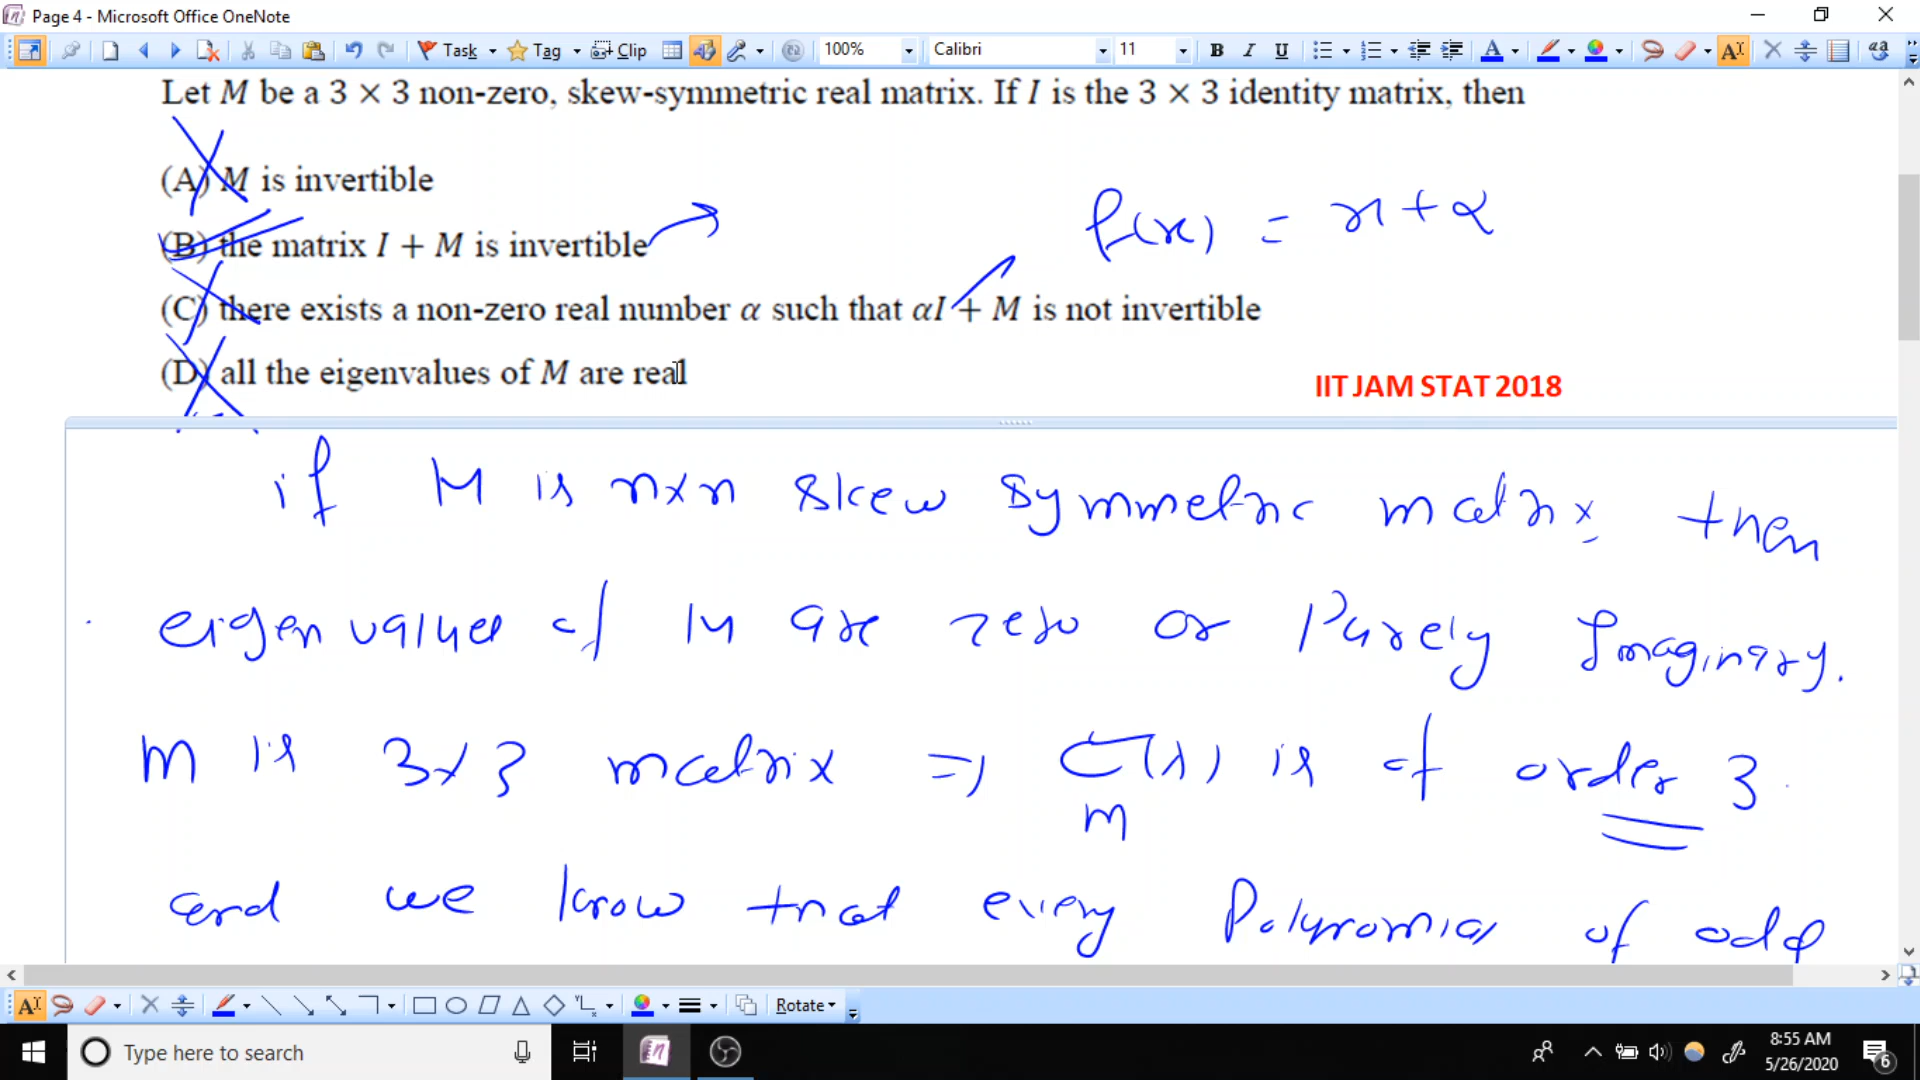 Page 4 - Microsoft Office OneNote
Task Tag Clip 100% Calibri 11 B I U
Let M be a 3 × 3 non-zero, skew-symmetric real matrix. If I is the 3 × 3 identity matrix, then
(A) M is invertible
(B) the matrix I + M is invertible
f(x) = x + α
(C) there exists a non-zero real number α such that αI + M is not invertible
(D) all the eigenvalues of M are real
IIT JAM STAT 2018
if M is n×n skew symmetric matrix then
eigen values of M are zero or Purely Imaginary.
M is 3×3 matrix ⇒ C_M(λ) is of order 3
and we know that every Polynomial of odd
Rotate
Type here to search
8:55 AM
5/26/2020
6